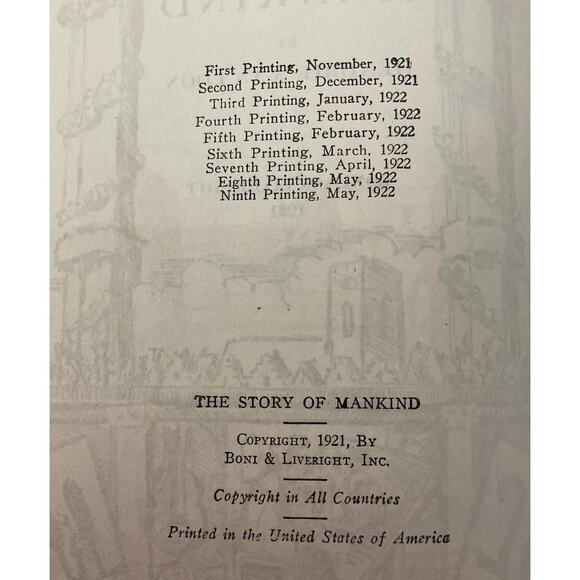 First Printing, November, 1921
Second Printing, December, 1921
Third Printing, January, 1922
Fourth Printing, February, 1922
Fifth Printing, February, 1922
Sixth Printing, March. 1922
Seventh Printing, April, 1922
Eighth Printing, May, 1922
Ninth Printing, May, 1922
THE STORY OF MANKIND
COPYRIGHT, 1921, BY
BONI & LIVERIGHT, INC.
Copyright in All Countries
Printed in the United States of America